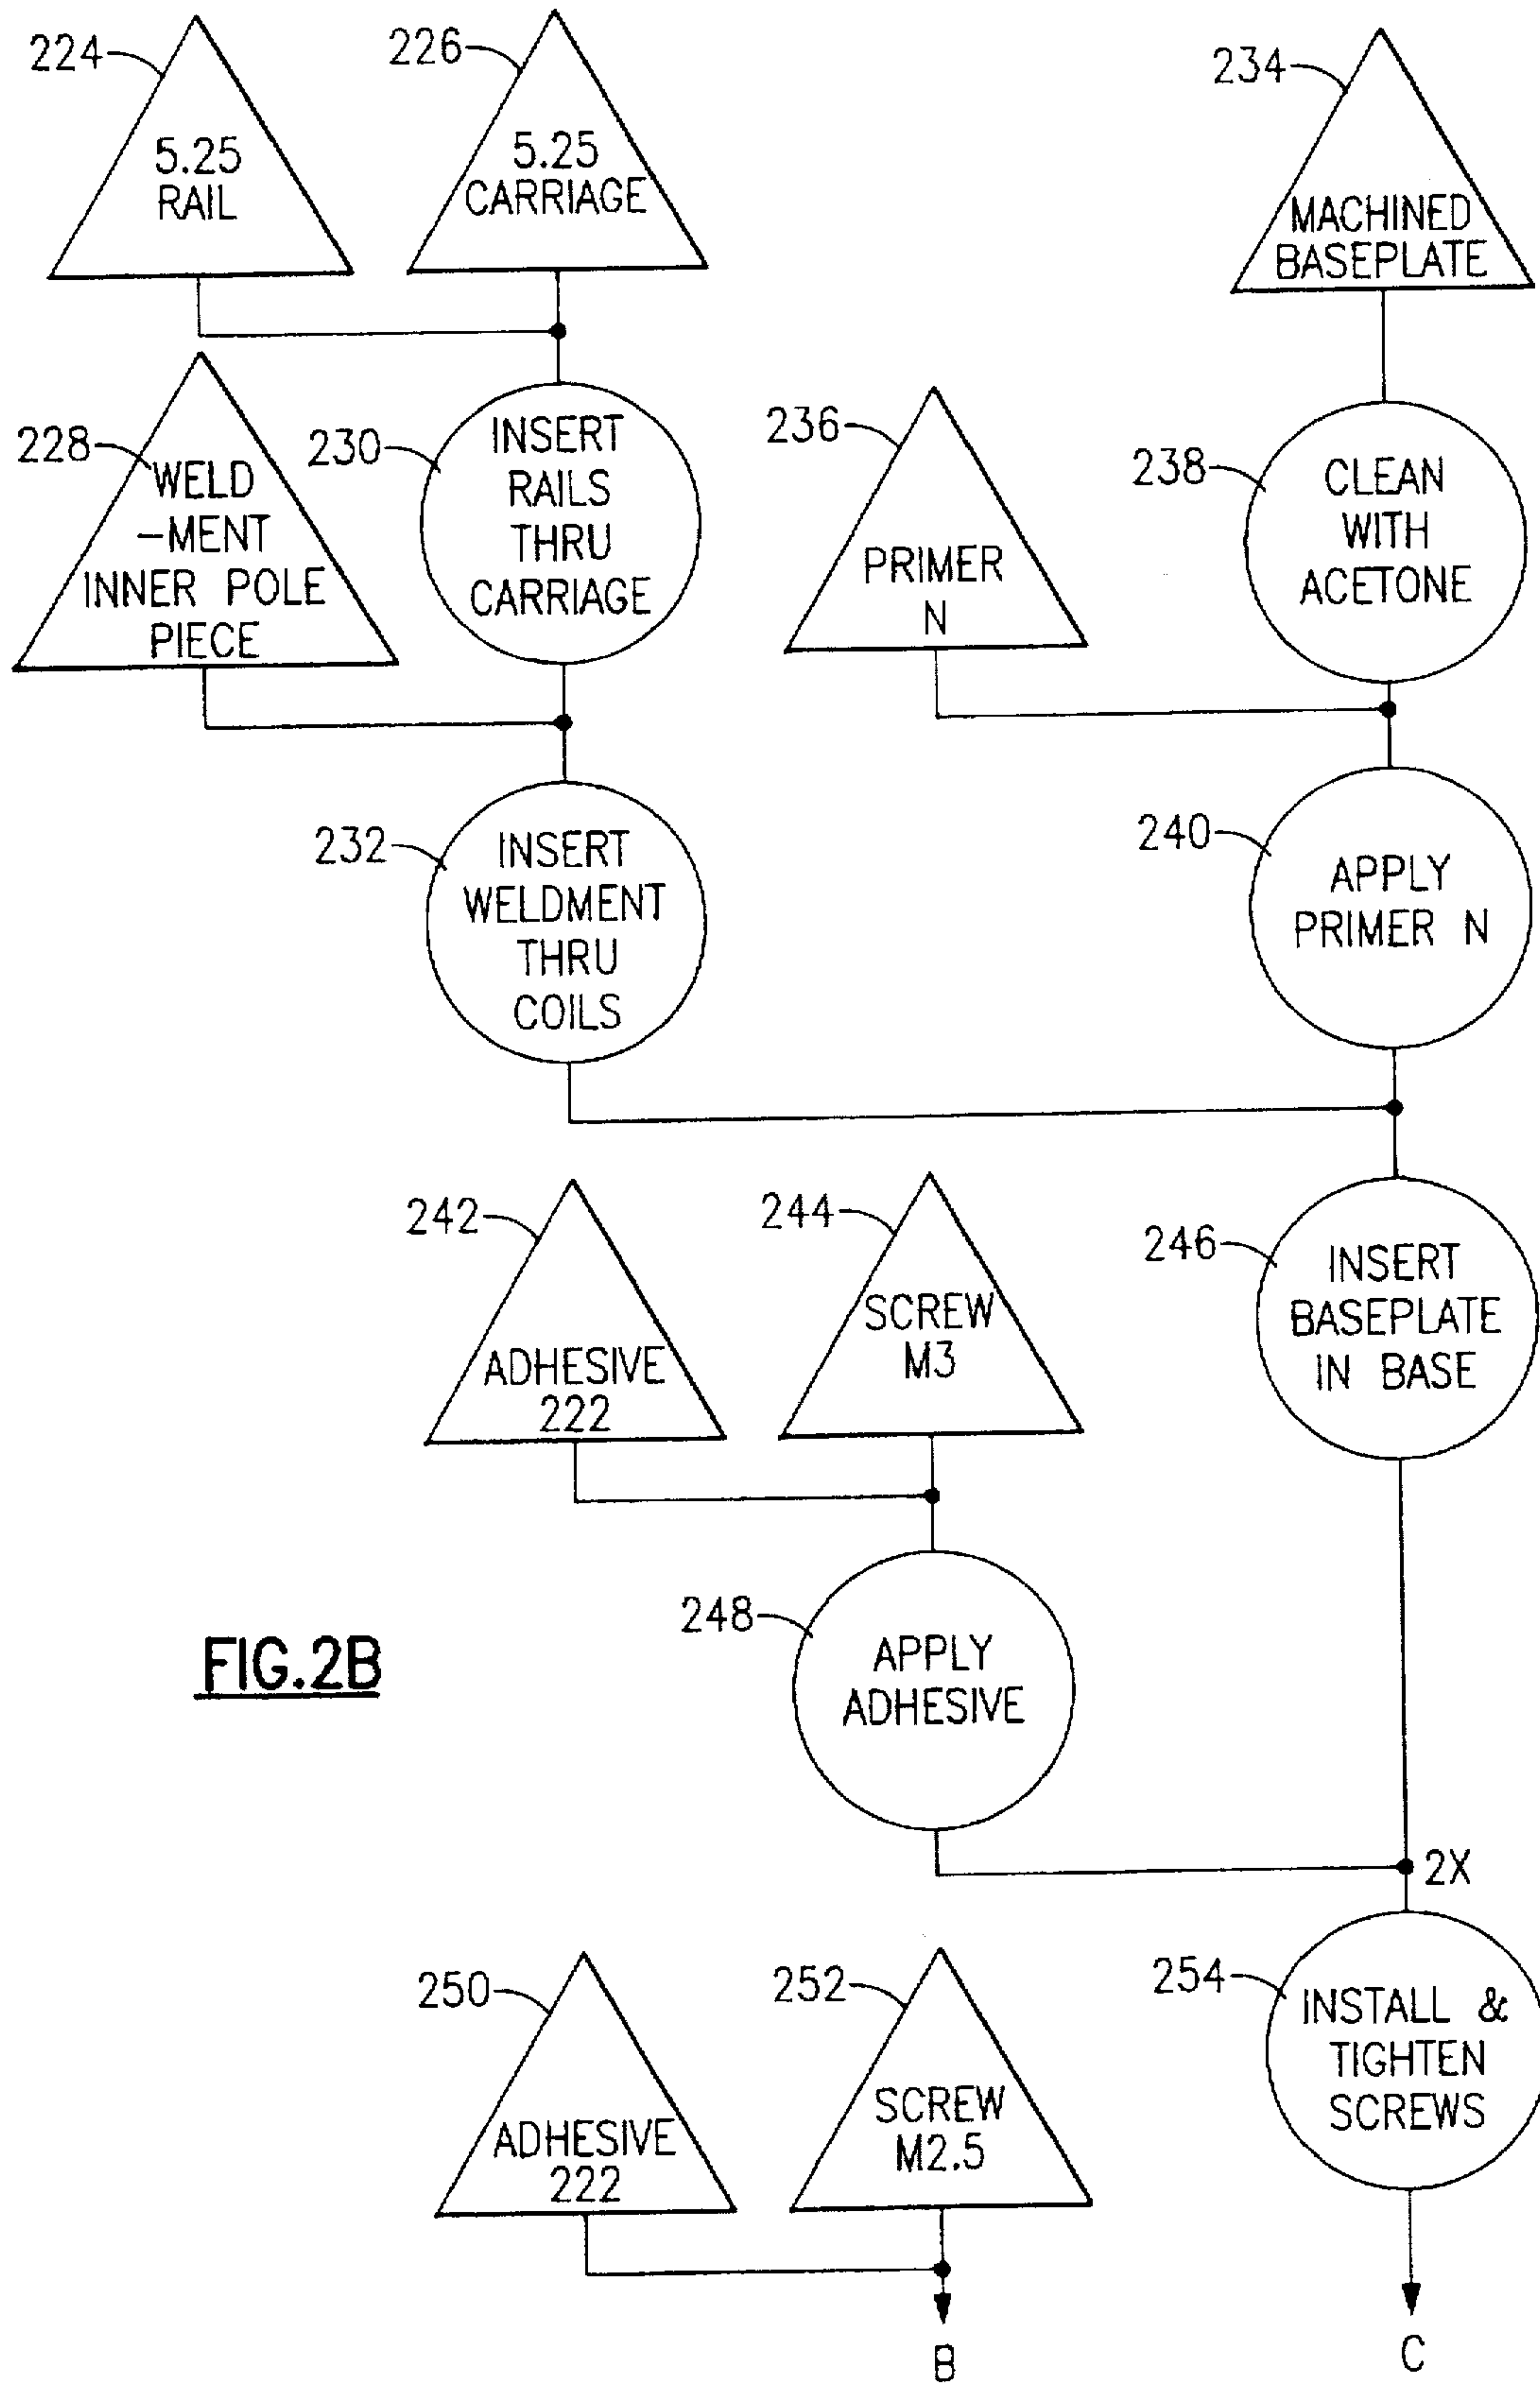 224
5.25
RAIL
226
5.25
CARRIAGE
234
MACHINED
BASEPLATE
228
WELD
-MENT
INNER POLE
PIECE
230
INSERT
RAILS
THRU
CARRIAGE
236
PRIMER
N
238
CLEAN
WITH
ACETONE
232
INSERT
WELDMENT
THRU
COILS
240
APPLY
PRIMER N
242
ADHESIVE
222
244
SCREW
M3
246
INSERT
BASEPLATE
IN BASE
248
APPLY
ADHESIVE
FIG.2B
2X
250
ADHESIVE
222
252
SCREW
M2.5
254
INSTALL &
TIGHTEN
SCREWS
B
C